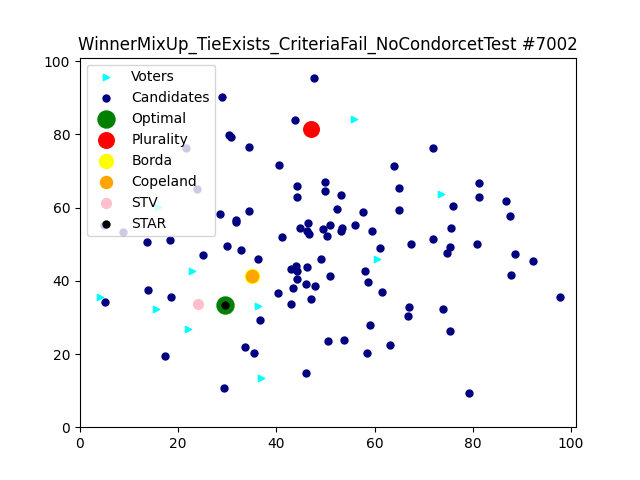 WinnerMixUp_TieExists_CriteriaFail_NoCondorcetTest #7002
100
80
60
40
20
0
Voters
Candidates
Optimal
Plurality
Borda
Copeland
STV
STAR
0 20 40 60 80 100